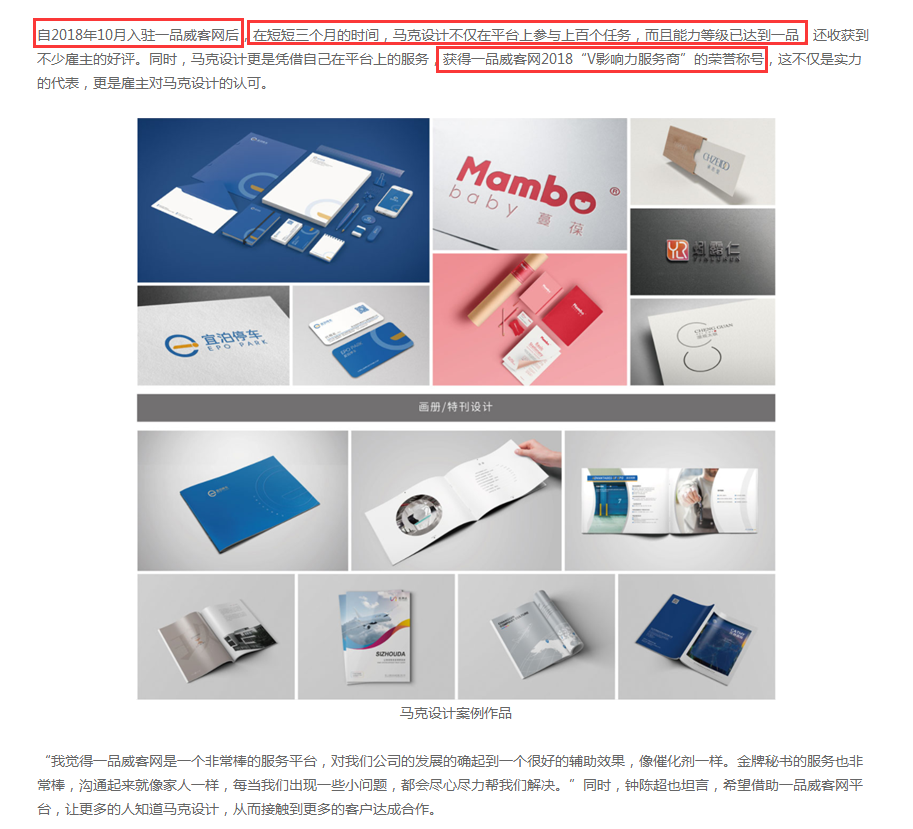 自2018年10月入驻一品威客网后，在短短三个月的时间，马克设计不仅在平台上参与上百个任务，而且能力等级已达到一品，还收获到
不少雇主的好评。同时，马克设计更是凭借自己在平台上的服务，获得一品威客网2018“V影响力服务商”的荣誉称号，这不仅是实力
的代表，更是雇主对马克设计的认可。
Mambo®
baby 蔓葆
宜泊停车
EPO PARK
CHENG GUAN
画册/特刊设计
SIZHOUDA
马克设计案例作品
“我觉得一品威客网是一个非常棒的服务平台，对我们公司的发展的确起到一个很好的辅助效果，像催化剂一样。金牌秘书的服务也非
常棒，沟通起来就像家人一样，每当我们出现一些小问题，都会尽心尽力帮我们解决。”同时，钟陈超也坦言，希望借助一品威客网平
台，让更多的人知道马克设计，从而接触到更多的客户达成合作。